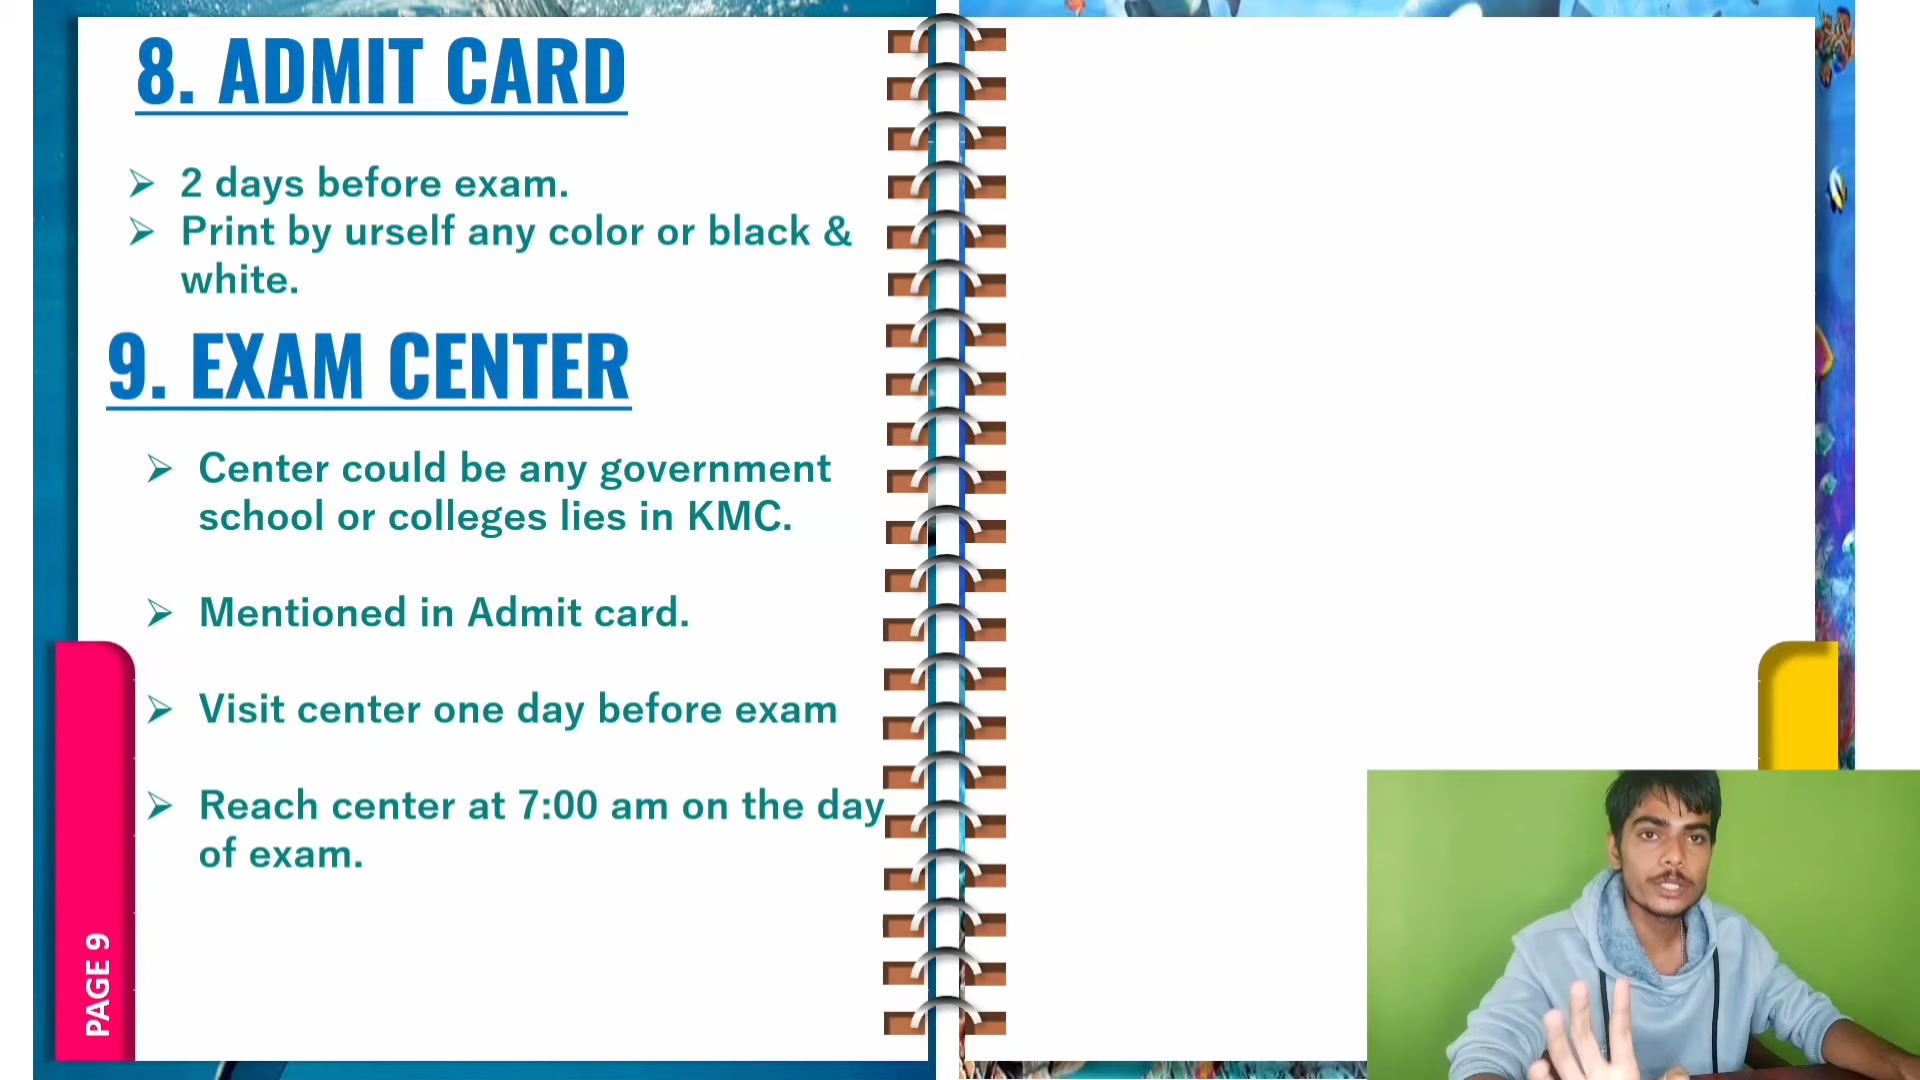 8. ADMIT CARD
2 days before exam.
Print by urself any color or black &
white.
9. EXAM CENTER
Center could be any government
school or colleges lies in KMC.
Mentioned in Admit card.
Visit center one day before exam
Reach center at 7:00 am on the day
of exam.
PAGE 9